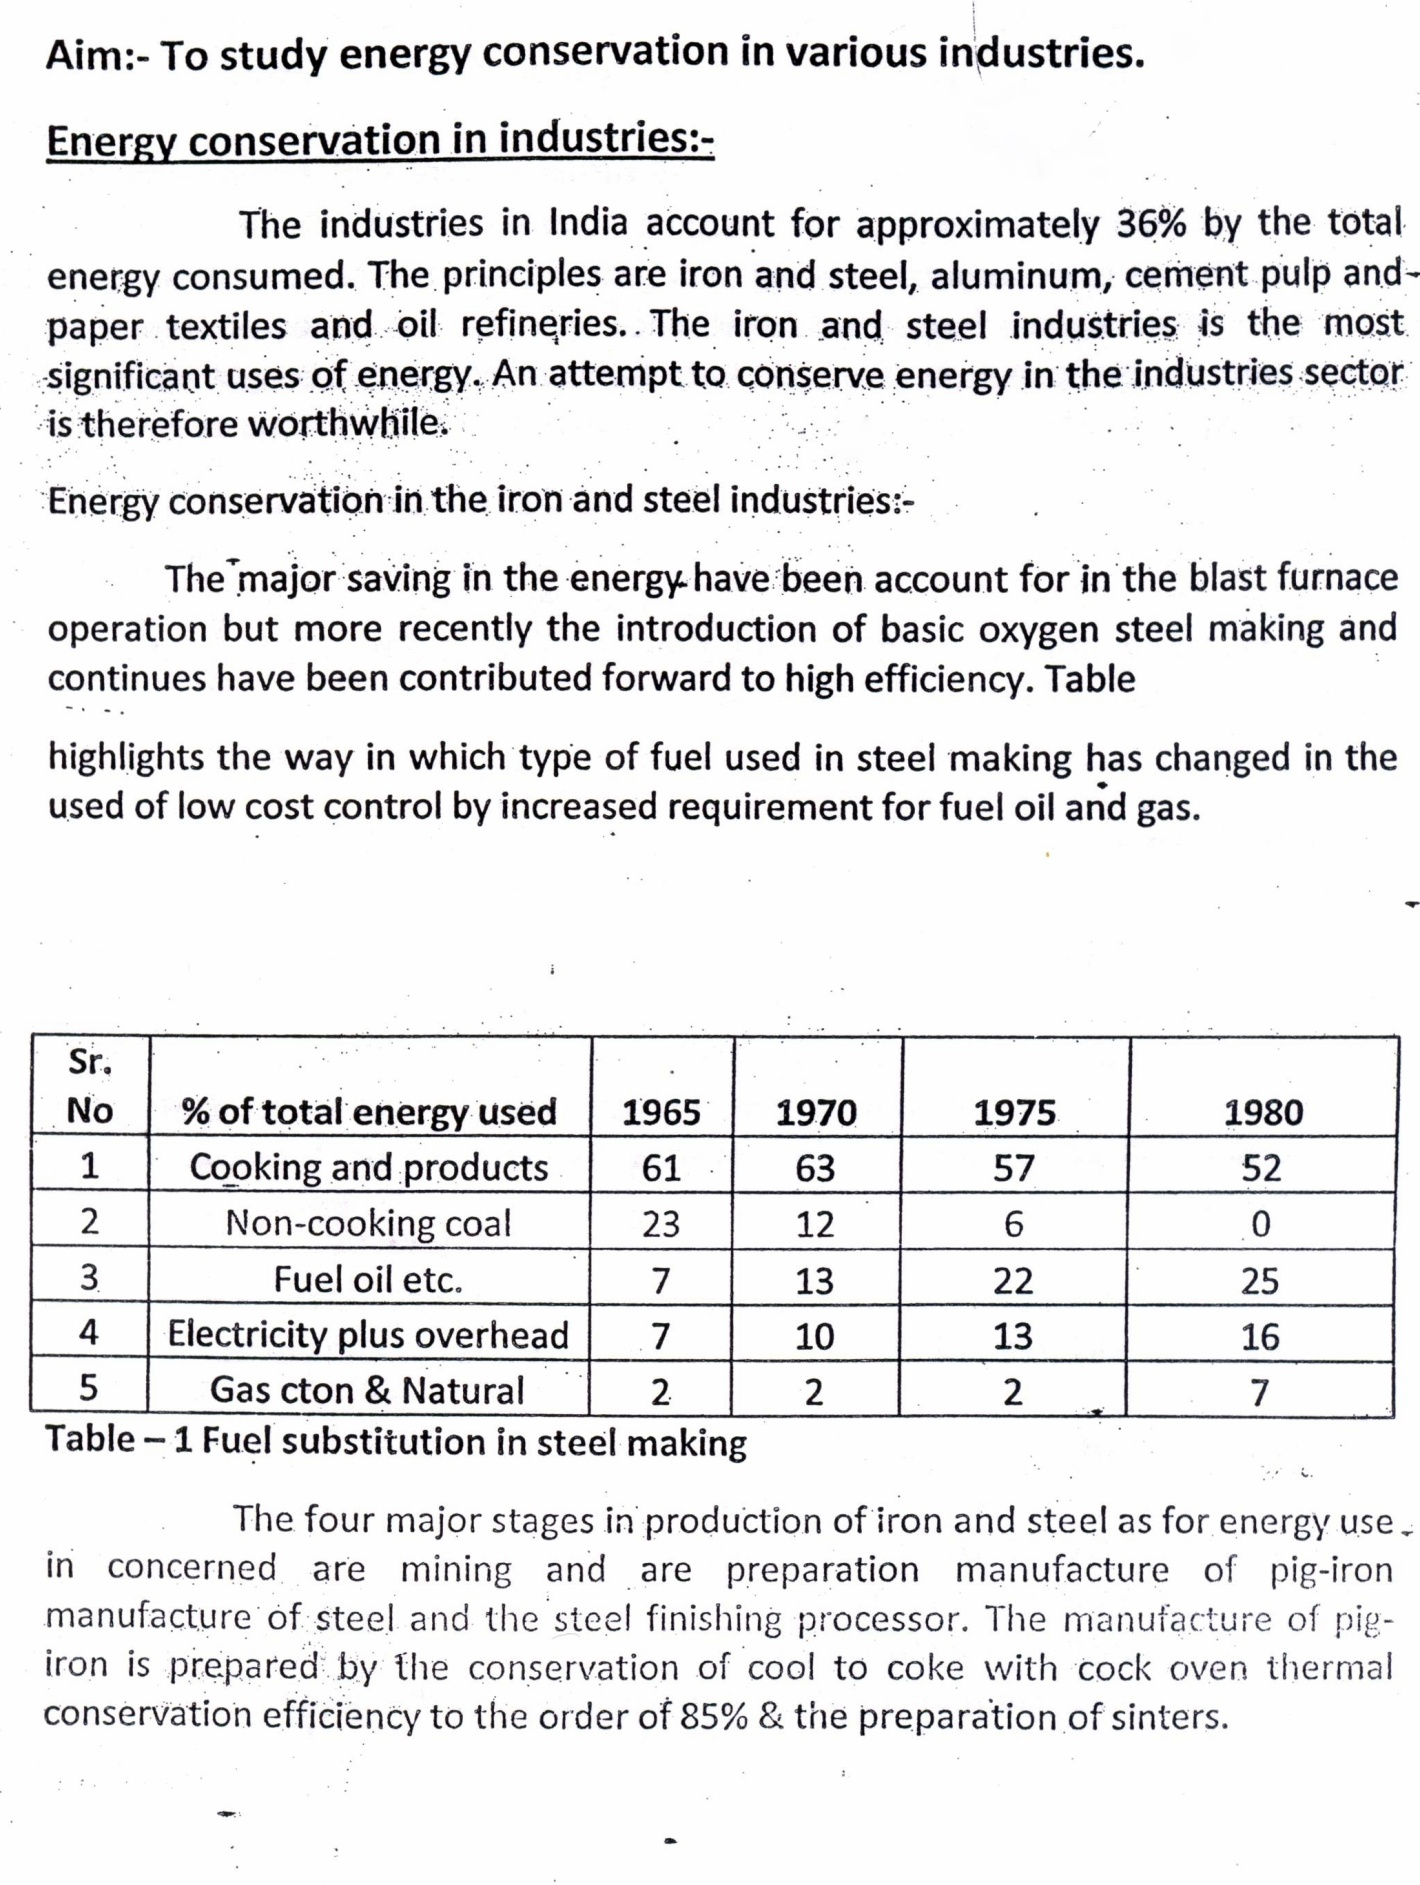 Aim:- To study energy conservation in various industries.
Energy conservation in industries:-
The industries in India account for approximately 36% by the total
energy consumed. The principles are iron and steel, aluminum, cement pulp and
paper textiles and oil refineries. The iron and steel industries is the most
significant uses of energy. An attempt to conserve energy in the industries sector
is therefore worthwhile.
Energy conservation in the iron and steel industries:-
The major saving in the energy have been account for in the blast furnace
operation but more recently the introduction of basic oxygen steel making and
continues have been contributed forward to high efficiency. Table
highlights the way in which type of fuel used in steel making has changed in the
used of low cost control by increased requirement for fuel oil and gas.
Sr.
No % of total energy used 1965 1970 1975 1980
1 Cooking and products 61 63 57 52
2 Non-cooking coal 23 12 6 0
3 Fuel oil etc. 7 13 22 25
4 Electricity plus overhead 7 10 13 16
5 Gas cton & Natural 2 2 2 7
Table – 1 Fuel substitution in steel making
The four major stages in production of iron and steel as for energy use
in concerned are mining and are preparation manufacture of pig-iron
manufacture of steel and the steel finishing processor. The manufacture of pig-
iron is prepared by the conservation of cool to coke with cock oven thermal
conservation efficiency to the order of 85% & the preparation of sinters.